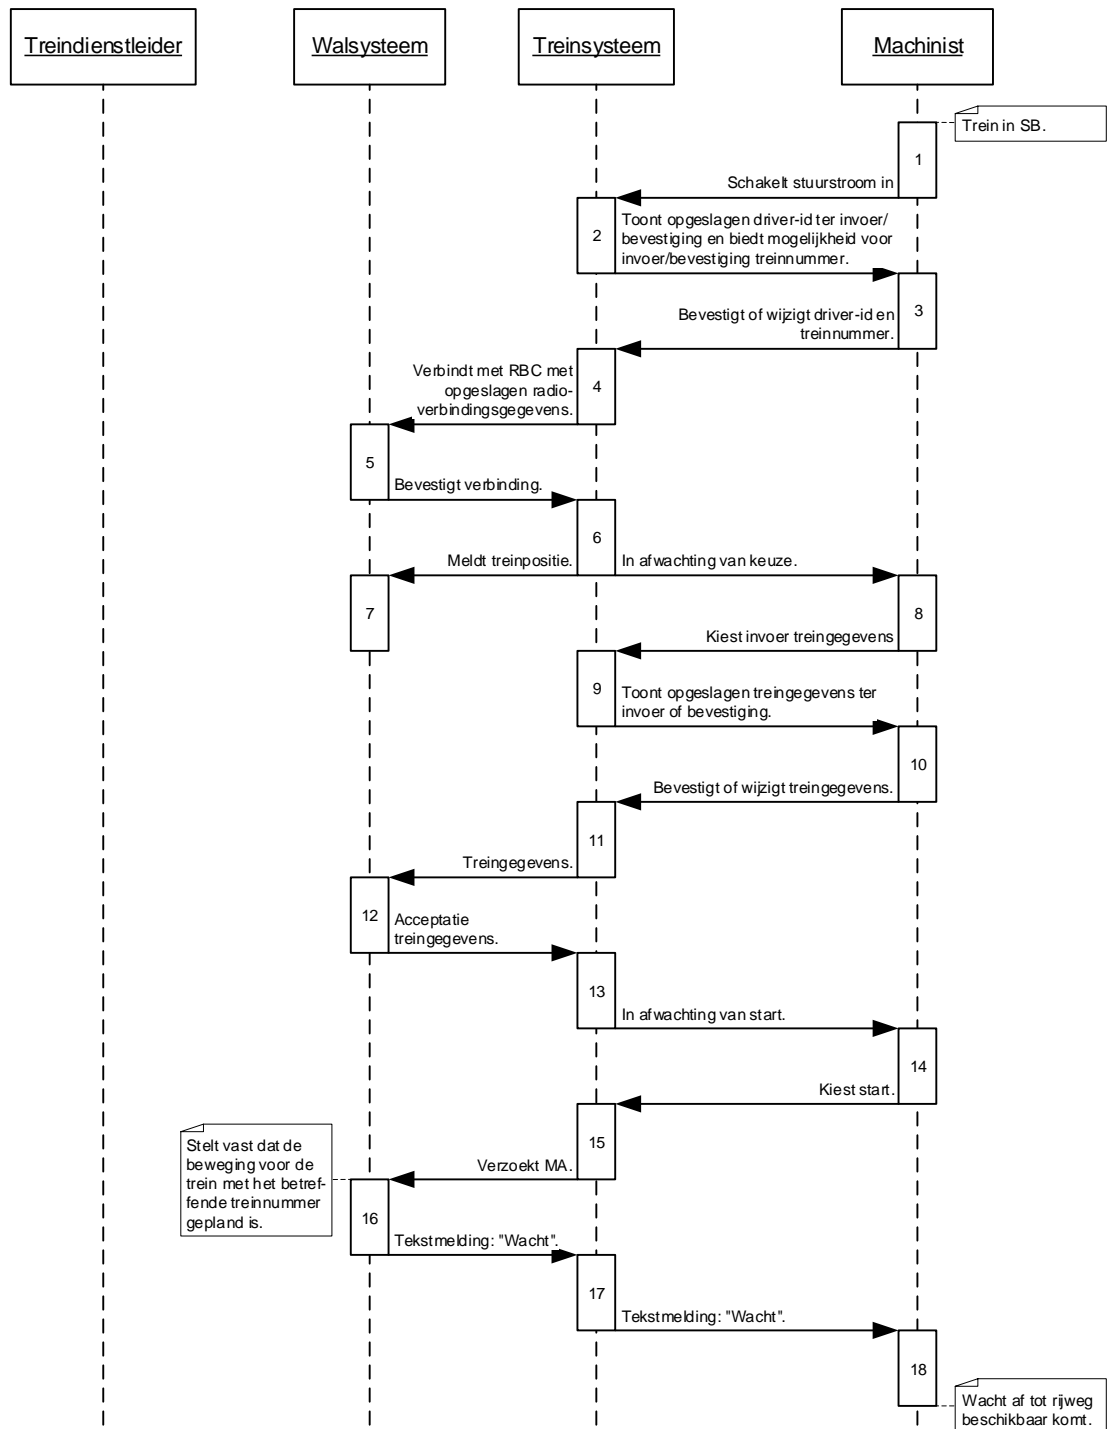 Treindienstleider
Walsysteem
Treinsysteem
Machinist
Trein in SB.
1
Schakelt stuurstroom in
2
Toont opgeslagen driver-id ter invoer/
bevestiging en biedt mogelijkheid voor
invoer/bevestiging treinnummer.
3
Bevestigt of wijzigt driver-id en
treinnummer.
4
Verbindt met RBC met
opgeslagen radio-
verbindingsgegevens.
5
Bevestigt verbinding.
6
Meldt treinpositie.
In afwachting van keuze.
7
8
Kiest invoer treingegevens
9
Toont opgeslagen treingegevens ter
invoer of bevestiging.
10
Bevestigt of wijzigt treingegevens.
11
Treingegevens.
12
Acceptatie
treingegevens.
13
In afwachting van start.
14
Kiest start.
15
Verzoekt MA.
Stelt vast dat de
beweging voor de
trein met het betref-
fende treinnummer
gepland is.
16
Tekstmelding: "Wacht".
17
Tekstmelding: "Wacht".
18
Wacht af tot rijweg
beschikbaar komt.